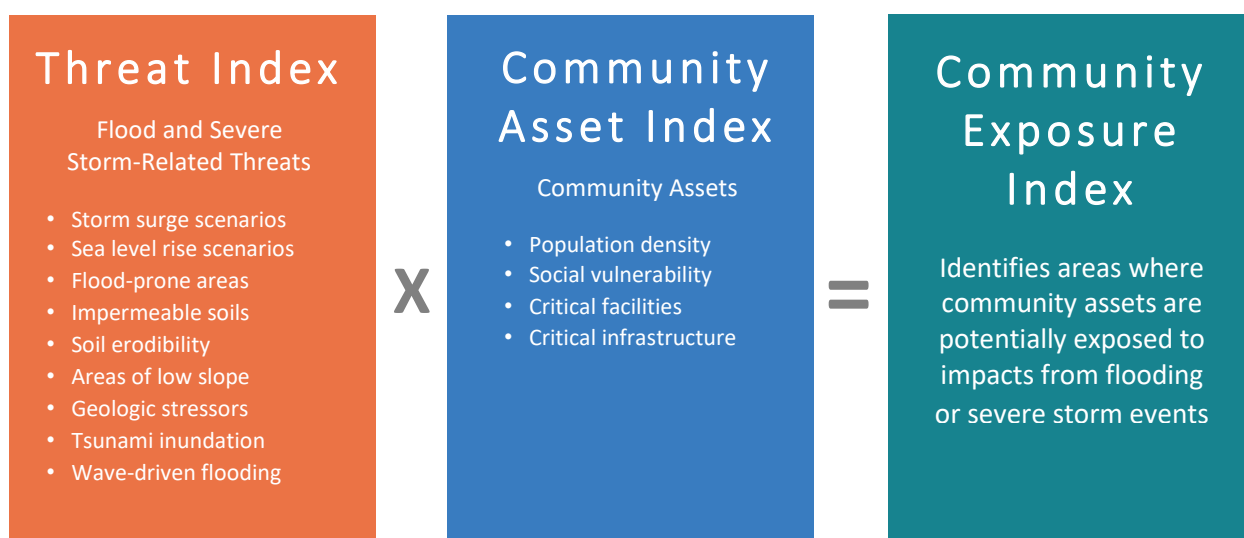 Threat Index
Flood and Severe
Storm-Related Threats
• Storm surge scenarios
• Sea level rise scenarios
• Flood-prone areas
• Impermeable soils
• Soil erodibility
• Areas of low slope
• Geologic stressors
• Tsunami inundation
• Wave-driven flooding
X
Community
Asset Index
Community Assets
• Population density
• Social vulnerability
• Critical facilities
• Critical infrastructure
=
Community
Exposure
Index
Identifies areas where
community assets are
potentially exposed to
impacts from flooding
or severe storm events